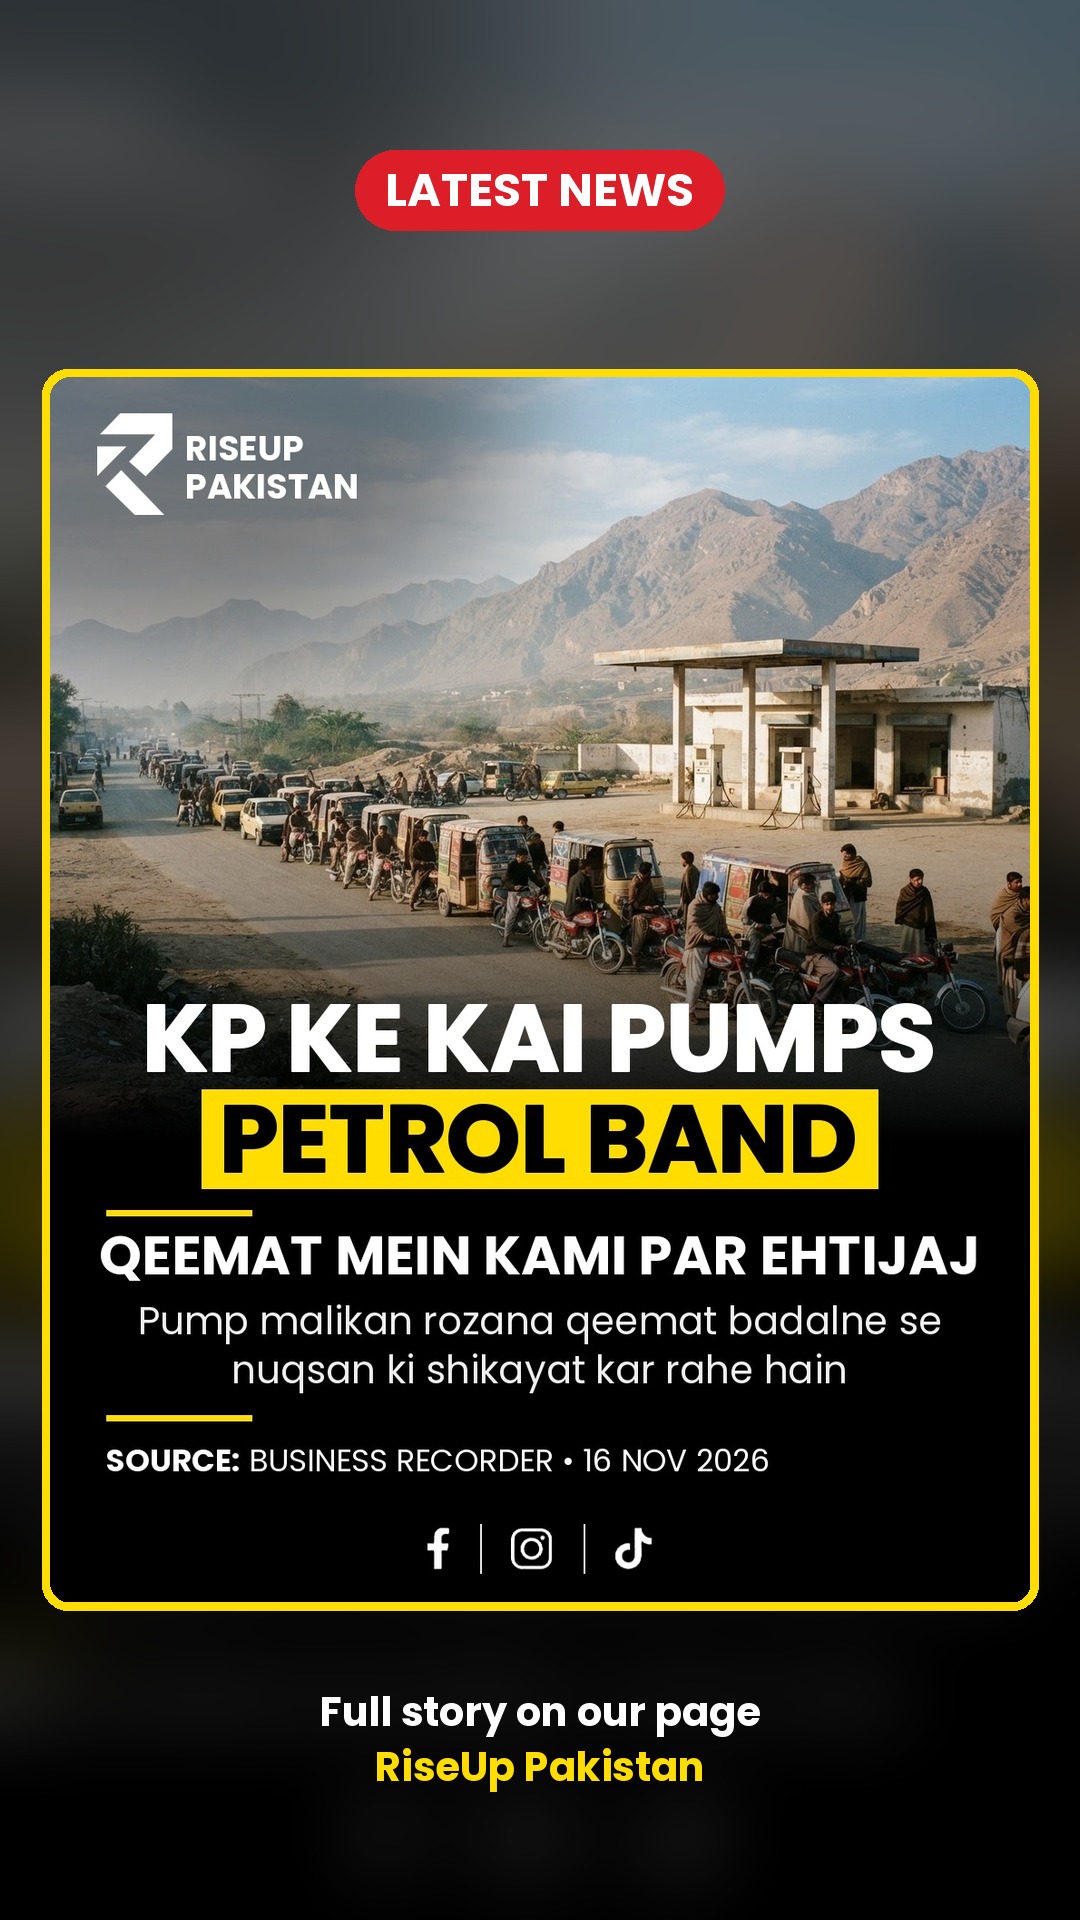 LATEST NEWS
RISEUP
PAKISTAN
KP KE KAI PUMPS
PETROL BAND
QEEMAT MEIN KAMI PAR EHTIJAJ
Pump malikan rozana qeemat badalne se
nuqsan ki shikayat kar rahe hain
SOURCE: BUSINESS RECORDER • 16 NOV 2026
Full story on our page
RiseUp Pakistan